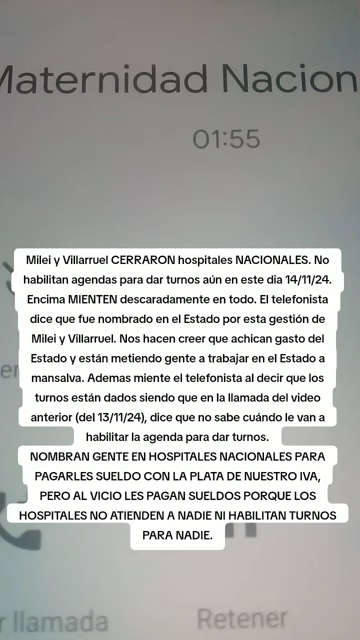 Maternidad Nacion
01:55
Milei y Villarruel CERRARON hospitales NACIONALES. No
habilitan agendas para dar turnos aún en este dia 14/11/24.
Encima MIENTEN descaradamente en todo. El telefonista
dice que fue nombrado en el Estado por esta gestión de
Milei y Villarruel. Nos hacen creer que achican gasto del
Estado y están metiendo gente a trabajar en el Estado a
mansalva. Ademas miente el telefonista al decir que los
turnos están dados siendo que en la llamada del video
anterior (del 13/11/24), dice que no sabe cuándo le van a
habilitar la agenda para dar turnos.
NOMBRAN GENTE EN HOSPITALES NACIONALES PARA
PAGARLES SUELDO CON LA PLATA DE NUESTRO IVA,
PERO AL VICIO LES PAGAN SUELDOS PORQUE LOS
HOSPITALES NO ATIENDEN A NADIE NI HABILITAN TURNOS
PARA NADIE.
r llamada
Retener